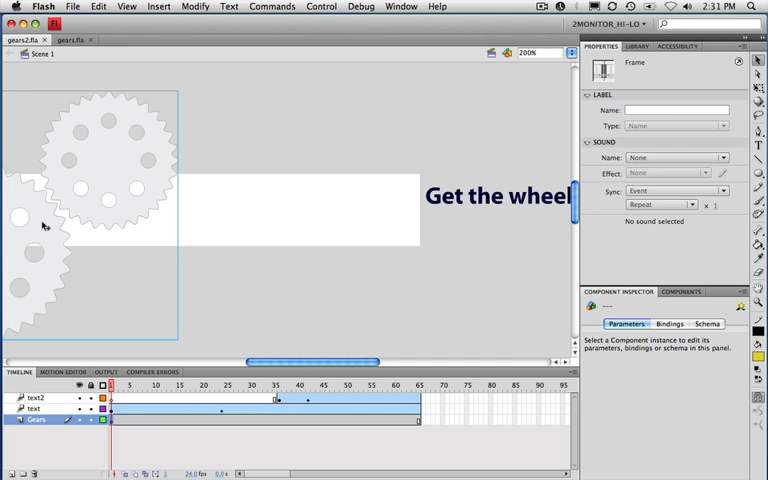 Flash File Edit View Insert Modify Text Commands Control Debug Window Help 2:31 PM
Fl 2MONITOR_HI-LO
gears2.fla gears.fla
Scene 1 200%
PROPERTIES LIBRARY ACCESSIBILITY
Frame
LABEL
Name:
Type: Name
SOUND
Name: None
Effect: None
Sync: Event
Repeat x 1
No sound selected
Get the wheel
COMPONENT INSPECTOR COMPONENTS
---
Parameters Bindings Schema
Select a Component instance to edit its
parameters, bindings or schema in this panel.
TIMELINE MOTION EDITOR OUTPUT COMPILER ERRORS
1 5 10 15 20 25 30 35 40 45 50 55 60 65 70 75 80 85 90 95
text2
text
Gears
1 24.0 fps 0.0 s